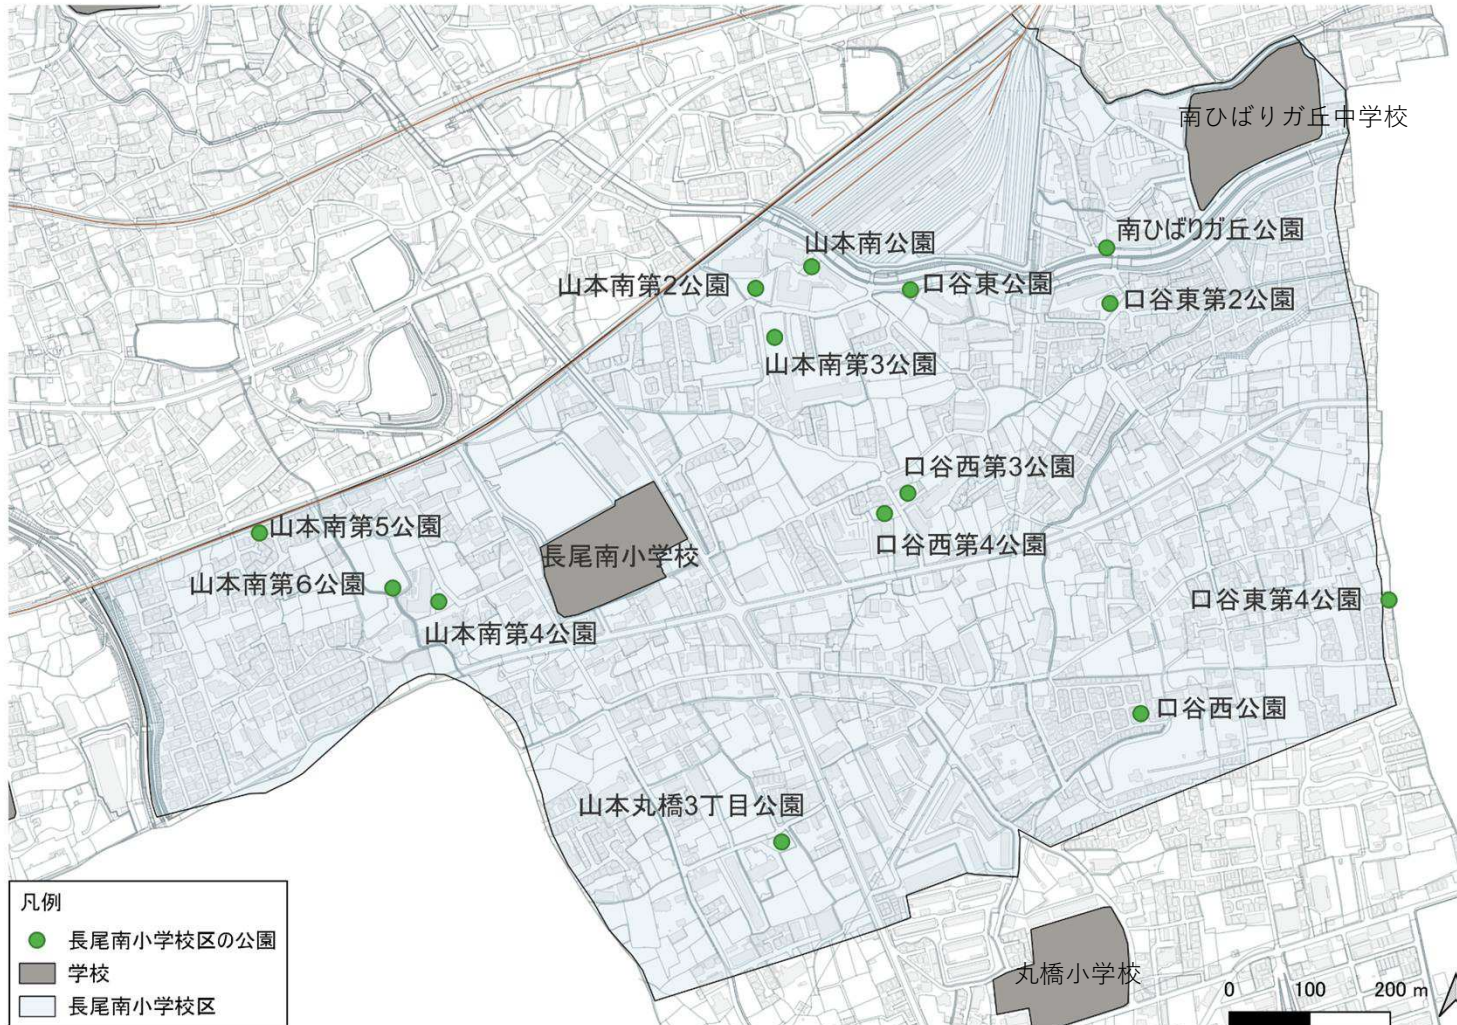 南ひばりガ丘中学校
南ひばりガ丘公園
山本南公園
山本南第2公園
口谷東公園
口谷東第2公園
山本南第3公園
口谷西第3公園
山本南第5公園
口谷西第4公園
長尾南小学校
山本南第6公園
口谷東第4公園
山本南第4公園
口谷西公園
山本丸橋3丁目公園
凡例
長尾南小学校区の公園
学校
長尾南小学校区
丸橋小学校
0 100 200 m